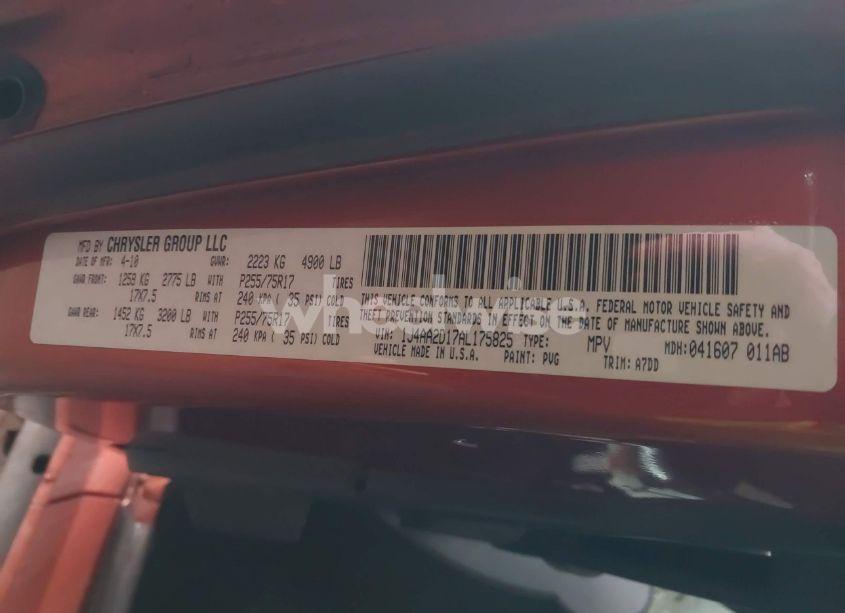 MFD BY CHRYSLER GROUP LLC
DATE OF MFR: 4-10 GVWR: 2223 KG 4900 LB
GAWR FRONT: 1259 KG 2775 LB WITH P255/75R17 TIRES
17X7.5 RIMS AT 240 KPA ( 35 PSI) COLD
GAWR REAR: 1452 KG 3200 LB WITH P255/75R17 TIRES
17X7.5 RIMS AT 240 KPA ( 35 PSI) COLD
THIS VEHICLE CONFORMS TO ALL APPLICABLE U.S.A. FEDERAL MOTOR VEHICLE SAFETY AND
THEFT PREVENTION STANDARDS IN EFFECT ON THE DATE OF MANUFACTURE SHOWN ABOVE.
VIN: 1J4AA2D17AL175825 TYPE: MPV MDH: 041607 011AB
VEHICLE MADE IN U.S.A. PAINT: PVG TRIM: A7DD